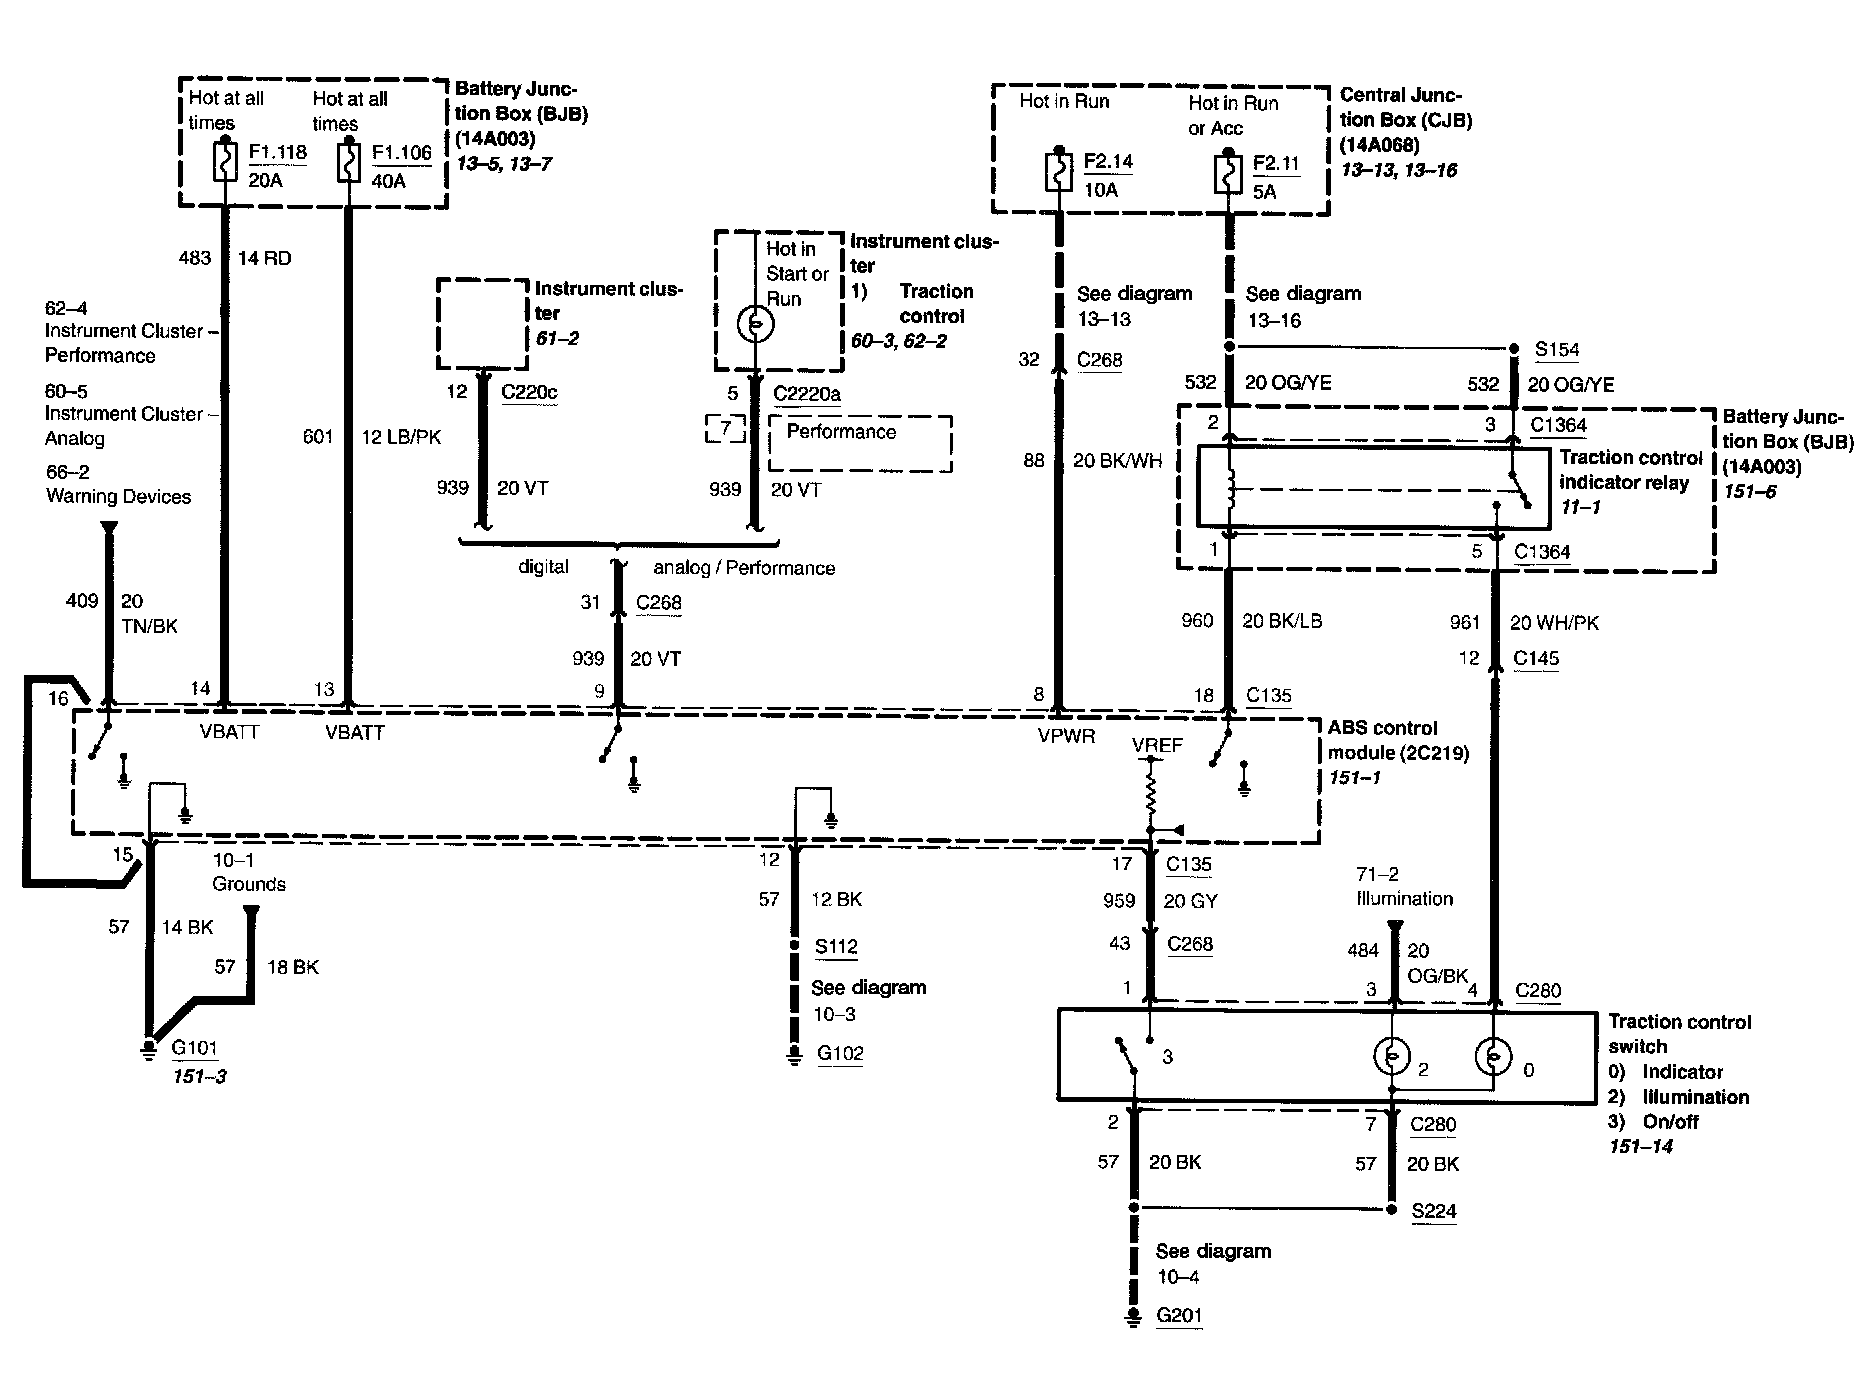 Hot at all
times
F1.118
20A
Hot at all
times
F1.106
40A
Battery Junc-
tion Box (BJB)
(14A003)
13–5, 13–7
Hot in Run
F2.14
10A
Hot in Run
or Acc
F2.11
5A
Central Junc-
tion Box (CJB)
(14A068)
13–13, 13–16
483 14 RD
62–4
Instrument Cluster
Performance
60–5
Instrument Cluster
Analog
66–2
Warning Devices
601 12 LB/PK
Instrument clus-
ter
61–2
12 C220c
939 20 VT
Hot in
Start or
Run
Instrument clus-
ter
1) Traction
control
60–3, 62–2
5 C2220a
7
Performance
939 20 VT
digital
analog / Performance
31 C268
939 20 VT
See diagram
13–13
32 C268
88 20 BK/WH
See diagram
13–16
S154
532 20 OG/YE
532 20 OG/YE
2
3 C1364
Traction control
indicator relay
11–1
Battery Junc-
tion Box (BJB)
(14A003)
151–6
1
5 C1364
960 20 BK/LB
961 20 WH/PK
12 C145
409 20
TN/BK
16
14
13
9
8
18 C135
VBATT
VBATT
VPWR
VREF
ABS control
module (2C219)
151–1
15
10–1
Grounds
57 14 BK
57 18 BK
G101
151–3
12
57 12 BK
S112
See diagram
10–3
G102
17 C135
959 20 GY
43 C268
71–2
Illumination
484 20
OG/BK
1
3
4 C280
3
2
0
Traction control
switch
0) Indicator
2) Illumination
3) On/off
151–14
2
7 C280
57 20 BK
57 20 BK
S224
See diagram
10–4
G201